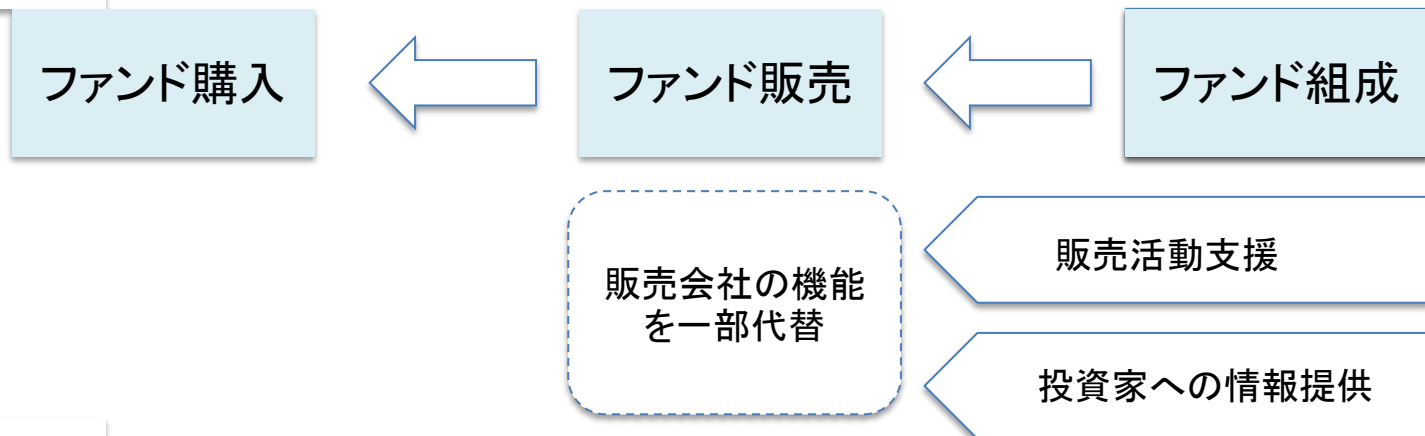 ファンド購入
ファンド販売
ファンド組成
販売会社の機能
を一部代替
販売活動支援
投資家への情報提供